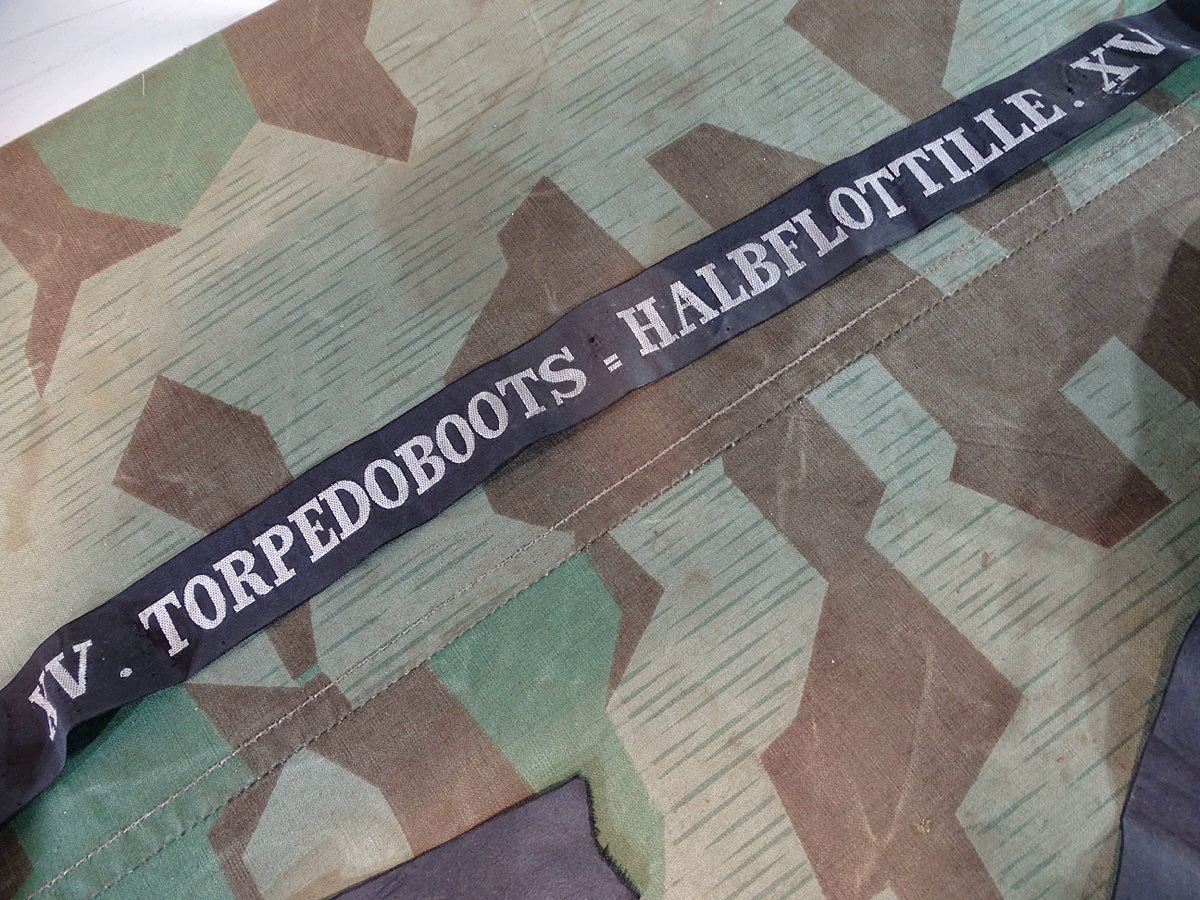 XV . TORPEDOBOOTS = HALBFLOTTILLE . XV